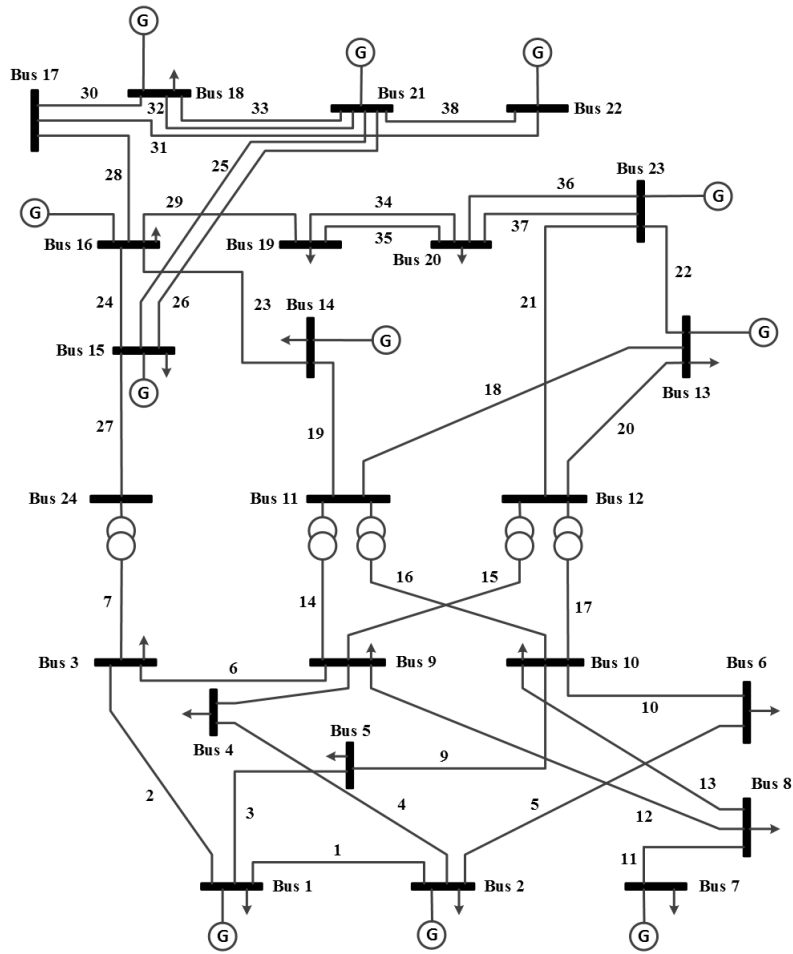 G
G
G
Bus 17
30
Bus 18
32
33
Bus 21
38
Bus 22
31
25
28
Bus 23
36
G
G
29
34
37
Bus 16
Bus 19
35
Bus 20
22
24
26
23
Bus 14
21
G
G
Bus 15
G
Bus 13
18
27
19
20
Bus 24
Bus 11
Bus 12
7
14
16
15
17
Bus 3
6
Bus 9
Bus 10
Bus 6
10
Bus 4
Bus 5
9
2
3
4
5
13
Bus 8
12
1
11
Bus 1
Bus 2
Bus 7
G
G
G